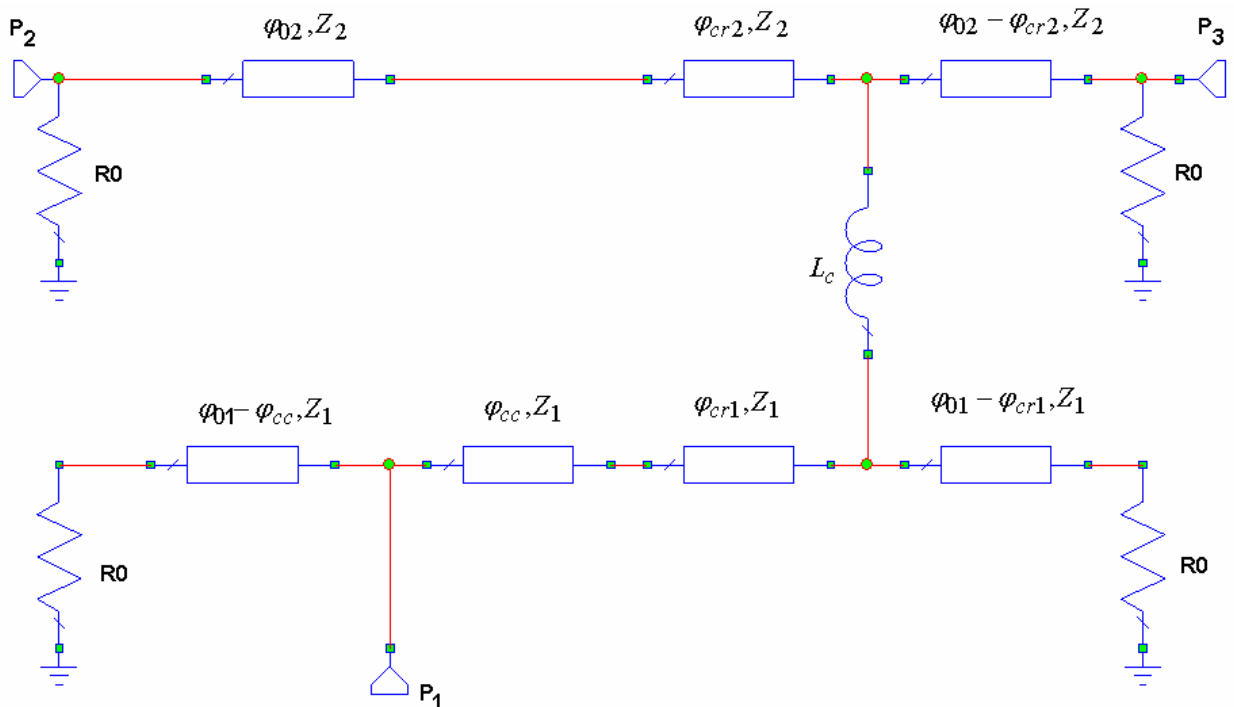 φ02,Z2 φcr2,Z2 φ02 − φcr2,Z2
P2 P3
R0 R0
Lc
φ01− φcc,Z1 φcc,Z1 φcr1,Z1 φ01 − φcr1,Z1
R0 R0
P1